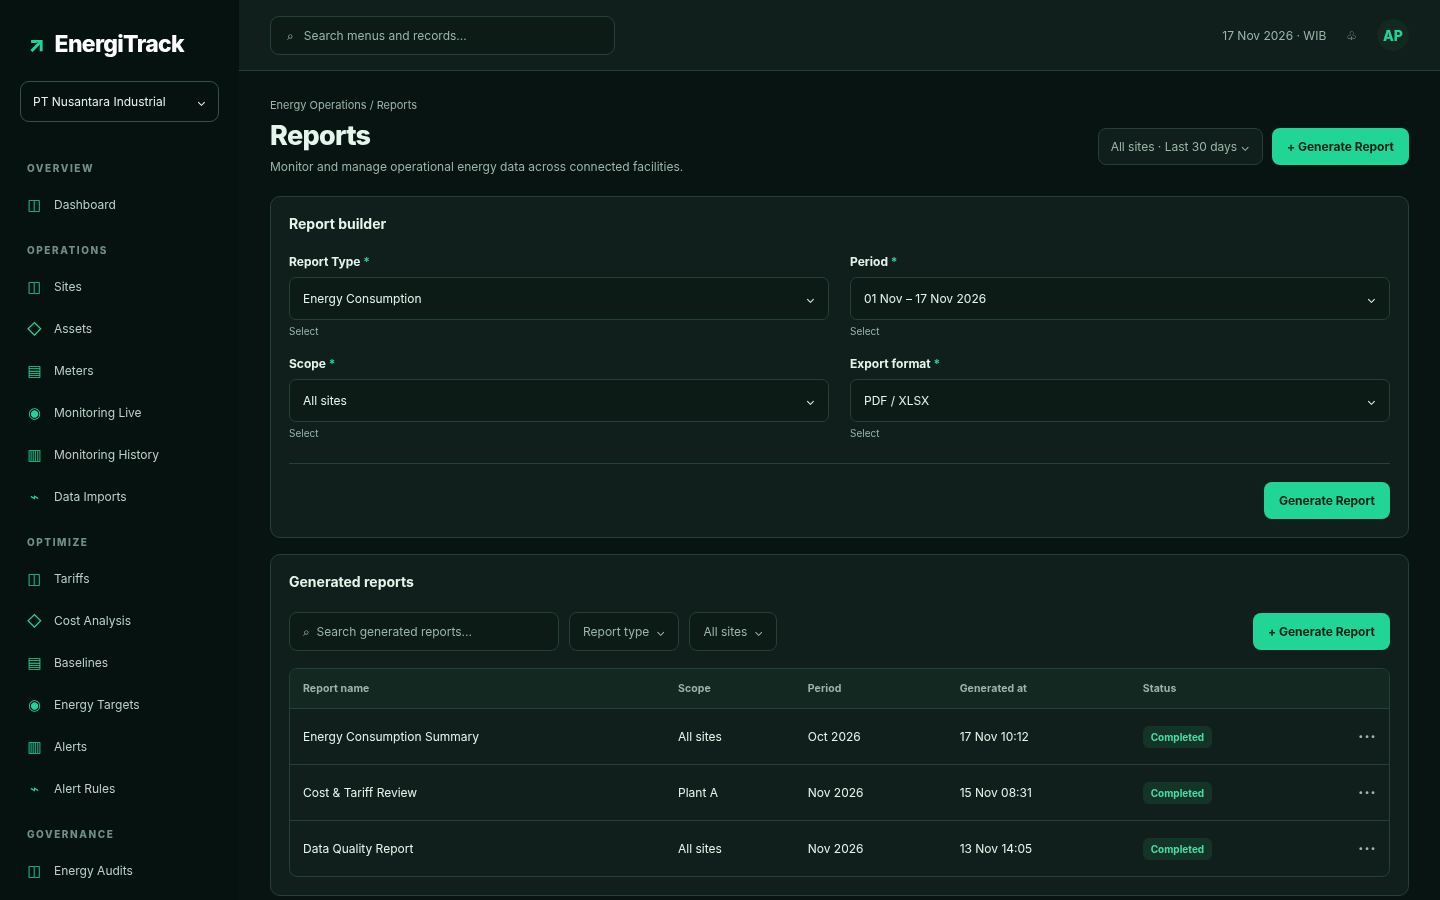 EnergiTrack
PT Nusantara Industrial
OVERVIEW
Dashboard
OPERATIONS
Sites
Assets
Meters
Monitoring Live
Monitoring History
Data Imports
OPTIMIZE
Tariffs
Cost Analysis
Baselines
Energy Targets
Alerts
Alert Rules
GOVERNANCE
Energy Audits
Search menus and records...
17 Nov 2026 · WIB
AP
Energy Operations / Reports
Reports
Monitor and manage operational energy data across connected facilities.
All sites · Last 30 days
+ Generate Report
Report builder
Report Type *
Energy Consumption
Select
Period *
01 Nov – 17 Nov 2026
Select
Scope *
All sites
Select
Export format *
PDF / XLSX
Select
Generate Report
Generated reports
Search generated reports...
Report type
All sites
+ Generate Report
Report name Scope Period Generated at Status
Energy Consumption Summary All sites Oct 2026 17 Nov 10:12 Completed
Cost & Tariff Review Plant A Nov 2026 15 Nov 08:31 Completed
Data Quality Report All sites Nov 2026 13 Nov 14:05 Completed